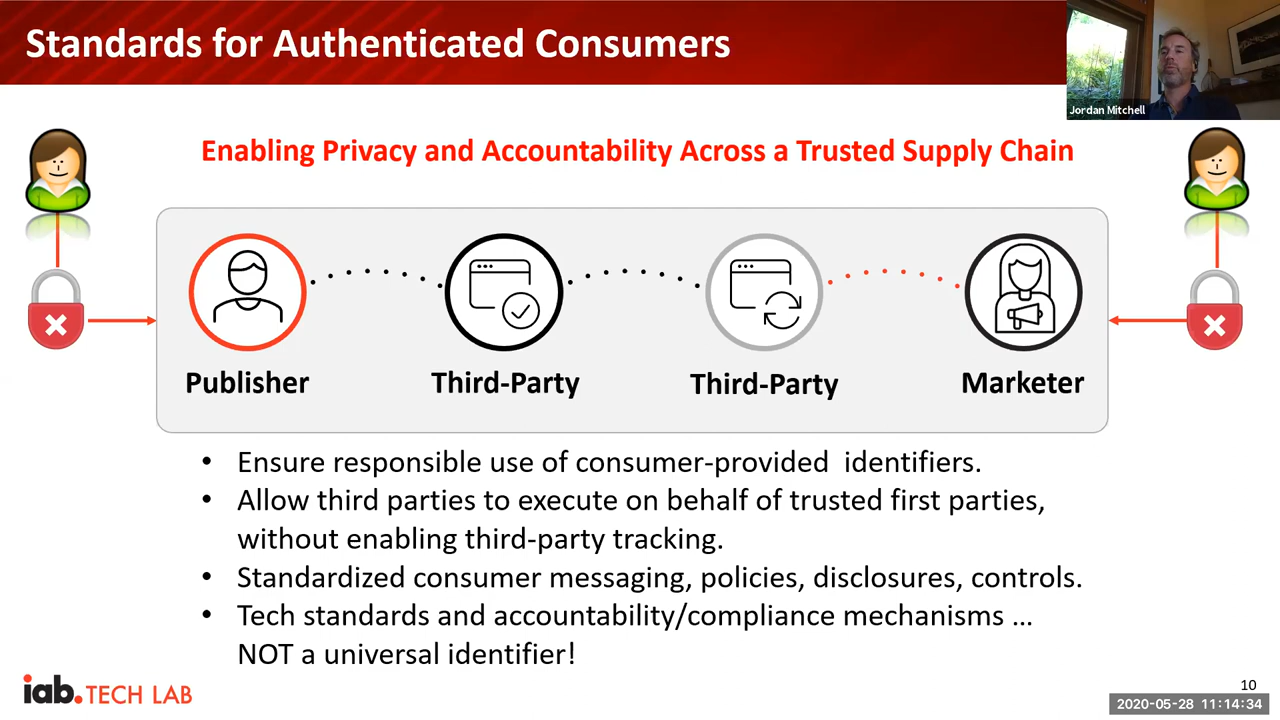 Standards for Authenticated Consumers
Jordan Mitchell
Enabling Privacy and Accountability Across a Trusted Supply Chain
Publisher
Third-Party
Third-Party
Marketer
• Ensure responsible use of consumer-provided identifiers.
• Allow third parties to execute on behalf of trusted first parties,
without enabling third-party tracking.
• Standardized consumer messaging, policies, disclosures, controls.
• Tech standards and accountability/compliance mechanisms …
NOT a universal identifier!
iab.TECH LAB
10
2020-05-28 11:14:34